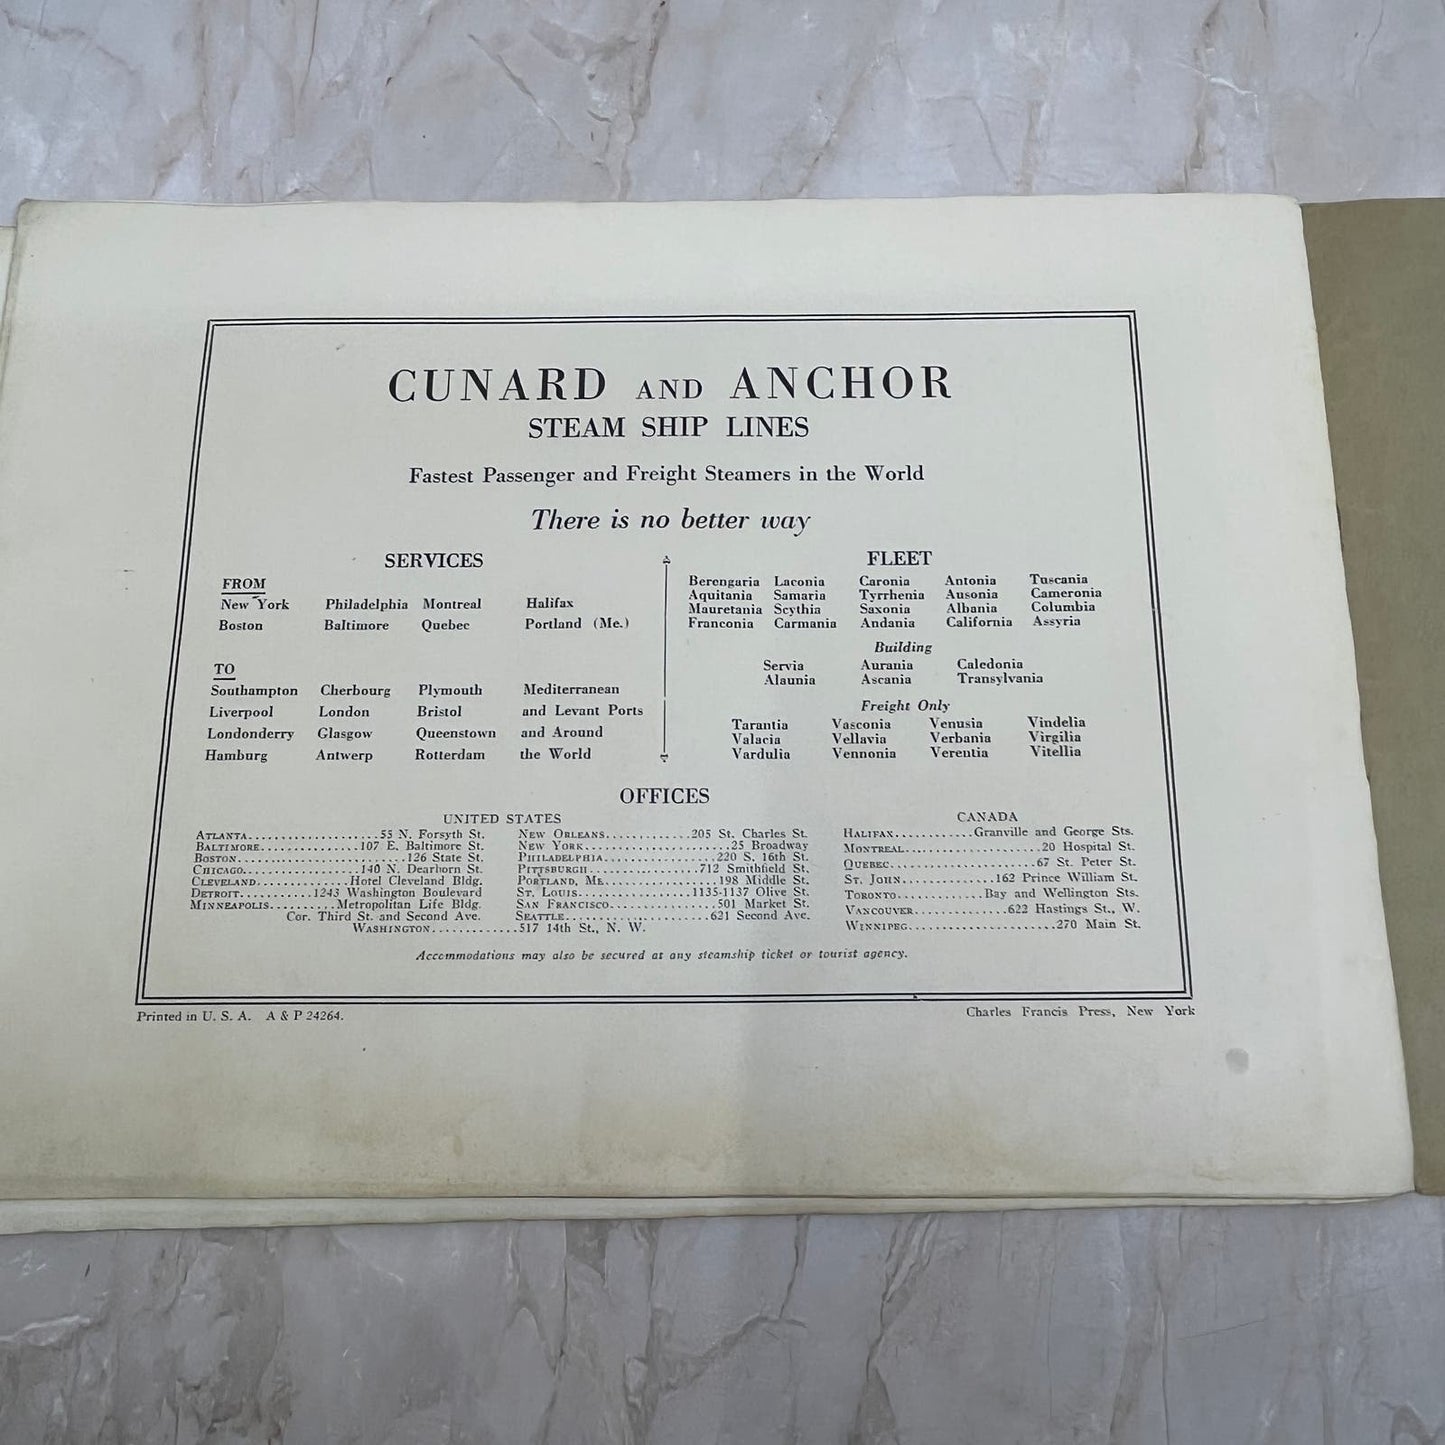 CUNARD AND ANCHOR
STEAM SHIP LINES
Fastest Passenger and Freight Steamers in the World
There is no better way
SERVICES
FROM
New York Philadelphia Montreal Halifax
Boston Baltimore Quebec Portland (Me.)
TO
Southampton Cherbourg Plymouth Mediterranean
Liverpool London Bristol and Levant Ports
Londonderry Glasgow Queenstown and Around
Hamburg Antwerp Rotterdam the World
FLEET
Berengaria Laconia Caronia Antonia Tuscania
Aquitania Samaria Tyrrhenia Ausonia Cameronia
Mauretania Scythia Saxonia Albania Columbia
Franconia Carmania Andania California Assyria
Building
Servia Aurania Caledonia
Alaunia Ascania Transylvania
Freight Only
Tarantia Vasconia Venusia Vindelia
Valacia Vellavia Verbania Virgilia
Vardulia Vennonia Verentia Vitellia
OFFICES
UNITED STATES
ATLANTA....................55 N. Forsyth St.
BALTIMORE...............107 E. Baltimore St.
BOSTON..........................126 State St.
CHICAGO..................140 N. Dearborn St.
CLEVELAND..............Hotel Cleveland Bldg.
DETROIT...........1243 Washington Boulevard
MINNEAPOLIS..........Metropolitan Life Bldg.
Cor. Third St. and Second Ave.
NEW ORLEANS.............205 St. Charles St.
NEW YORK......................25 Broadway
PHILADELPHIA.................220 S. 16th St.
PITTSBURGH.................712 Smithfield St.
PORTLAND, ME.................198 Middle St.
ST. LOUIS.................1135-1137 Olive St.
SAN FRANCISCO................501 Market St.
SEATTLE......................621 Second Ave.
WASHINGTON.............517 14th St., N. W.
CANADA
HALIFAX............Granville and George Sts.
MONTREAL.....................20 Hospital St.
QUEBEC......................67 St. Peter St.
ST. JOHN..............162 Prince William St.
TORONTO.............Bay and Wellington Sts.
VANCOUVER..............622 Hastings St., W.
WINNIPEG......................270 Main St.
Accommodations may also be secured at any steamship ticket or tourist agency.
Printed in U. S. A. A & P 24264.
Charles Francis Press, New York